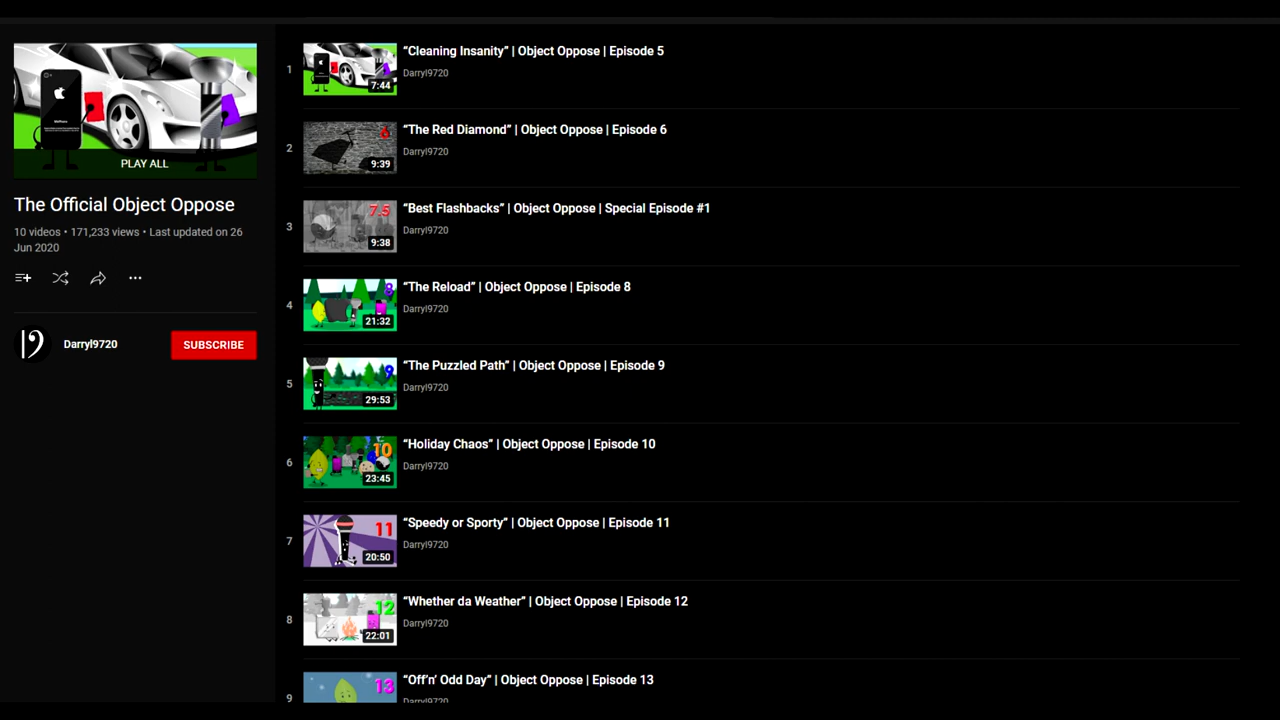 PLAY ALL
The Official Object Oppose
10 videos • 171,233 views • Last updated on 26
Jun 2020
Darryl9720
SUBSCRIBE
1
7:44
“Cleaning Insanity” | Object Oppose | Episode 5
Darryl9720
2
6
9:39
“The Red Diamond” | Object Oppose | Episode 6
Darryl9720
3
7.5
9:38
“Best Flashbacks” | Object Oppose | Special Episode #1
Darryl9720
4
8
21:32
“The Reload” | Object Oppose | Episode 8
Darryl9720
5
9
29:53
“The Puzzled Path” | Object Oppose | Episode 9
Darryl9720
6
10
23:45
“Holiday Chaos” | Object Oppose | Episode 10
Darryl9720
7
11
20:50
“Speedy or Sporty” | Object Oppose | Episode 11
Darryl9720
8
12
22:01
“Whether da Weather” | Object Oppose | Episode 12
Darryl9720
9
13
“Off’n’ Odd Day” | Object Oppose | Episode 13
Darryl9720